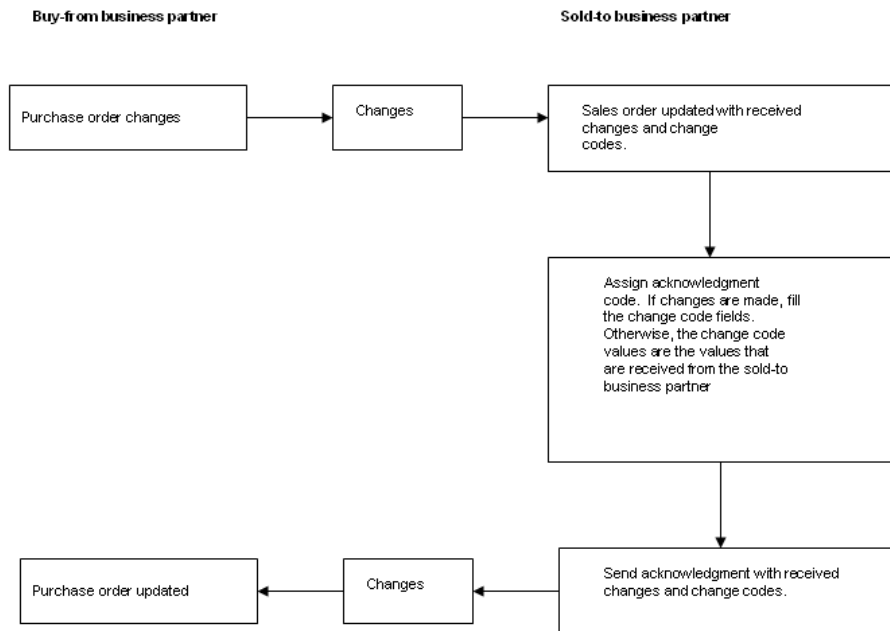 Buy-from business partner
Sold-to business partner
Purchase order changes
Changes
Sales order updated with received
changes and change
codes.
Assign acknowledgment
code. If changes are made, fill
the change code fields.
Otherwise, the change code
values are the values that
are received from the sold-to
business partner
Purchase order updated
Changes
Send acknowledgment with received
changes and change codes.